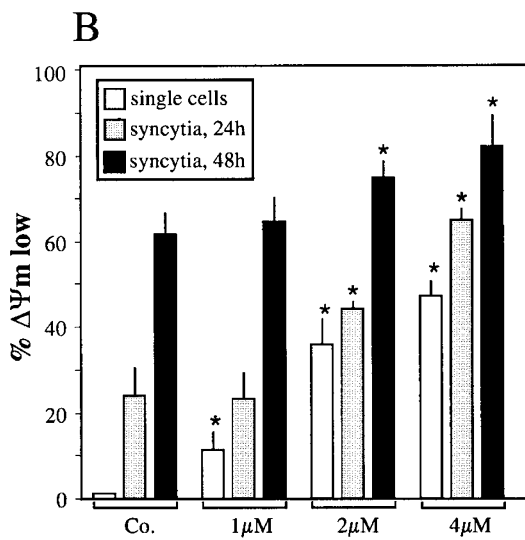 B
100
80
60
40
20
0
% ΔΨm low
single cells
syncytia, 24h
syncytia, 48h
*
*
*
*
*
*
*
Co.
1μM
2μM
4μM